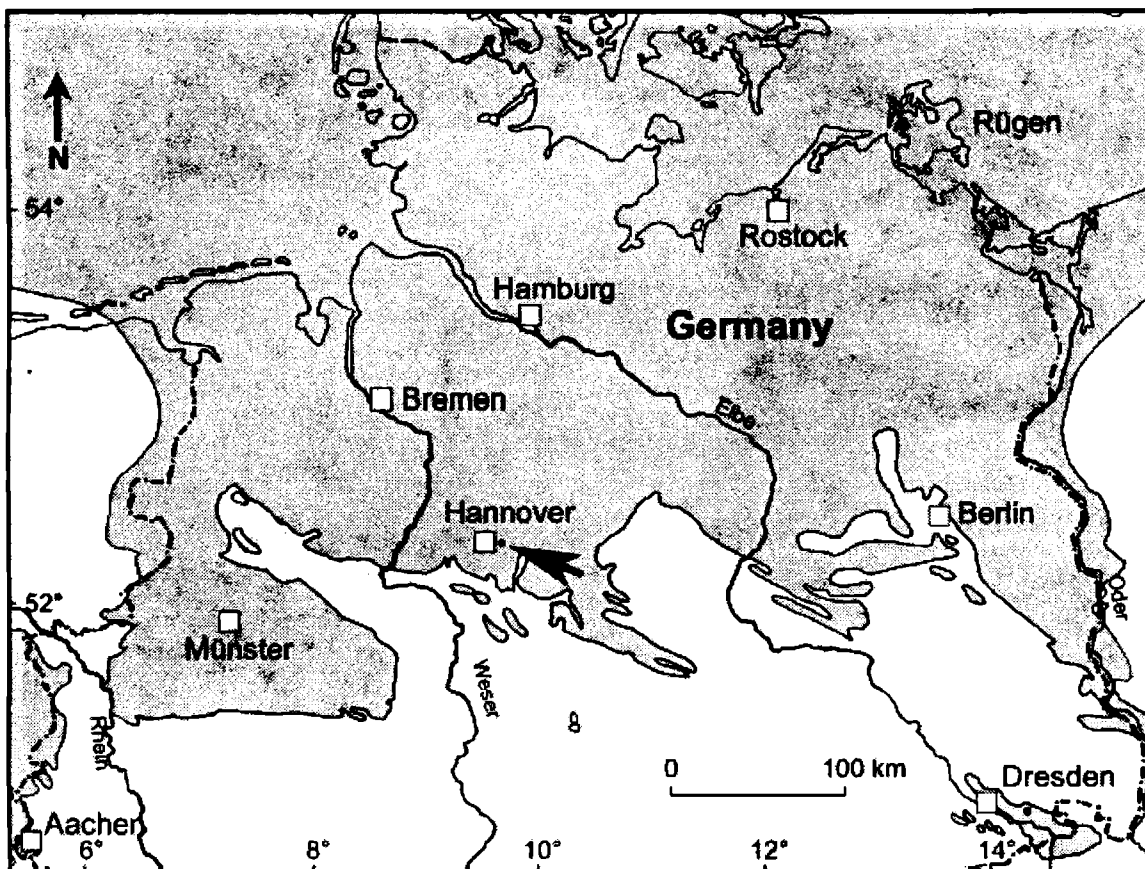 N
Rügen
54°
Rostock
Hamburg
Germany
Bremen
Elbe
Hannover
Berlin
52°
Oder
Münster
Weser
Rhein
0 100 km
Dresden
Aachen
6° 8° 10° 12° 14°